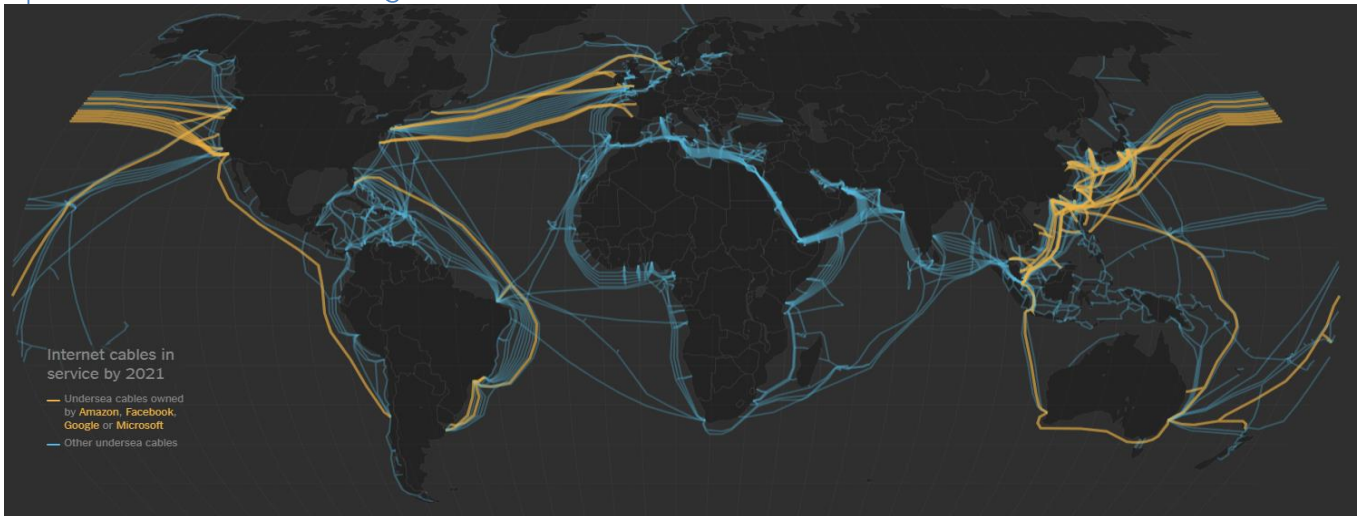 Internet cables in
service by 2021
Undersea cables owned
by Amazon, Facebook,
Google or Microsoft
Other undersea cables